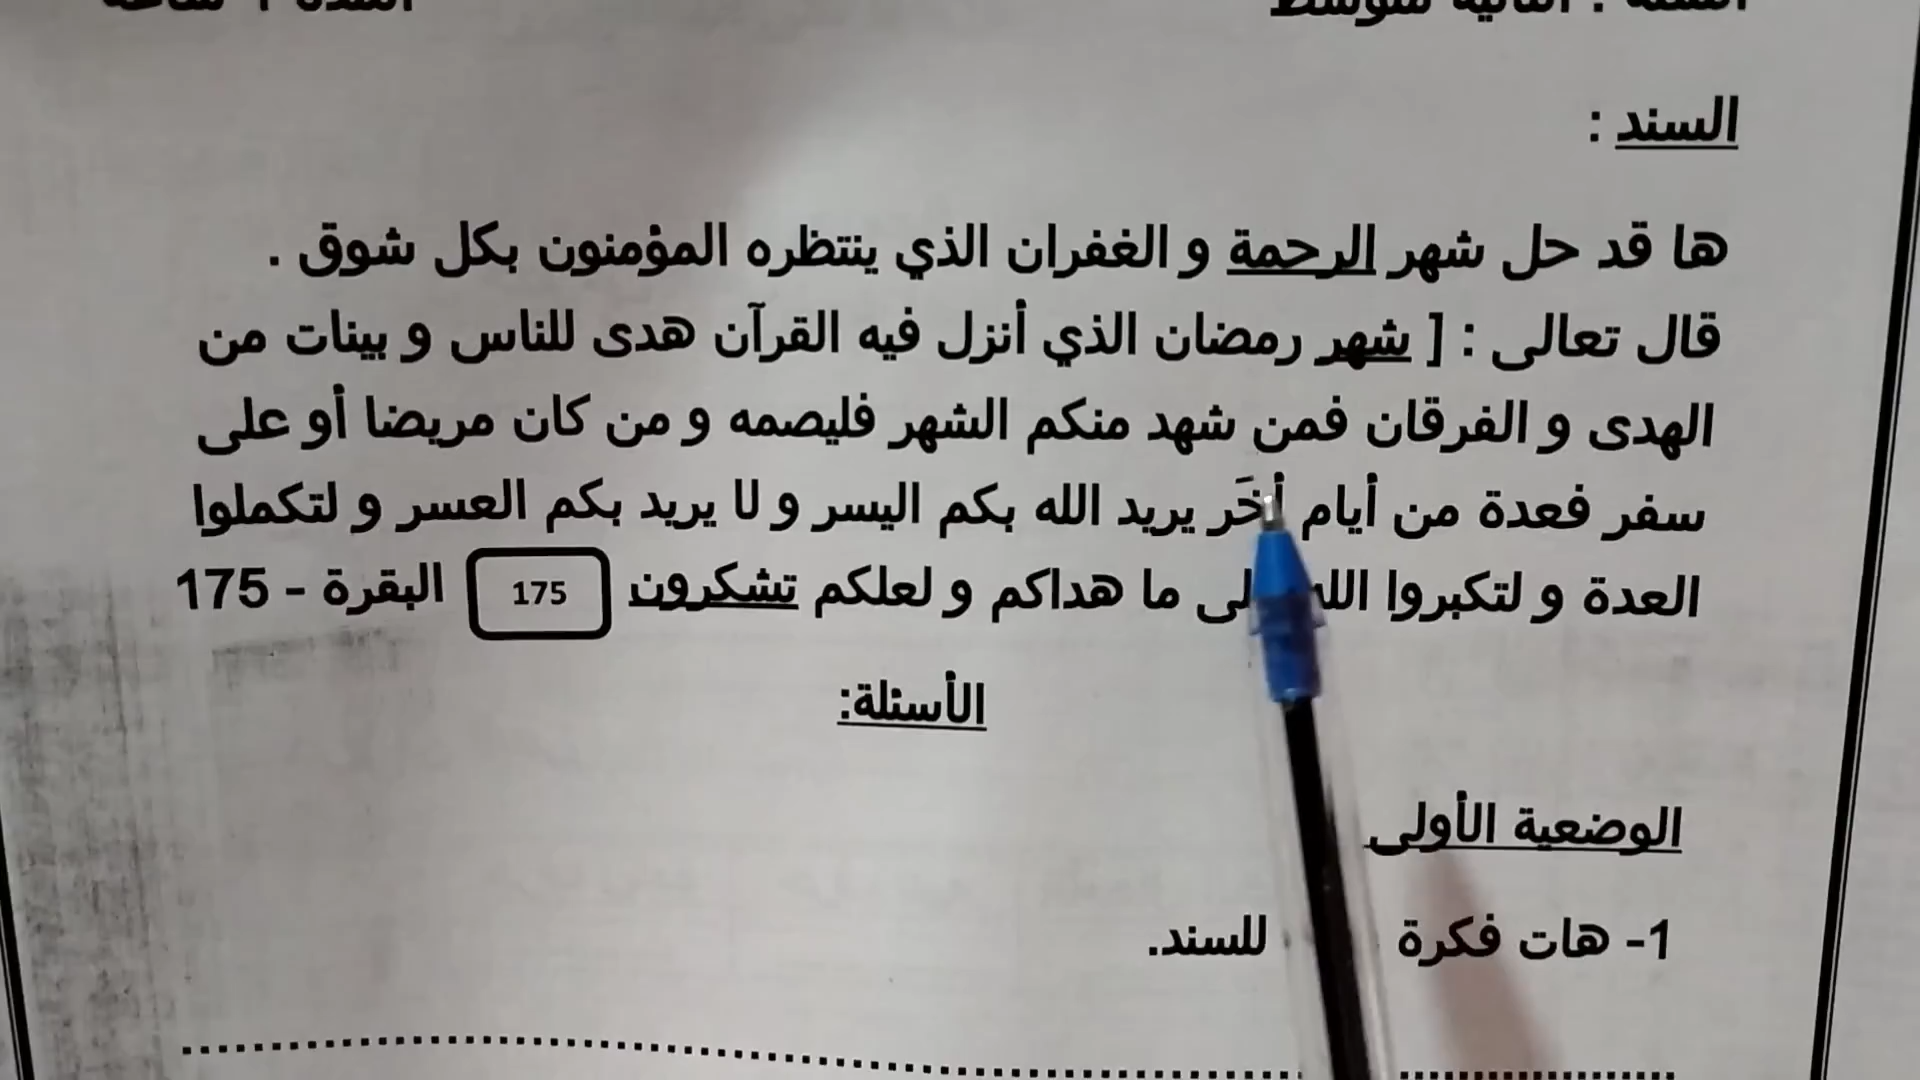 السند :
ها قد حل شهر الرحمة و الغفران الذي ينتظره المؤمنون بكل شوق .
قال تعالى : [ شهر رمضان الذي أنزل فيه القرآن هدى للناس و بينات من
الهدى و الفرقان فمن شهد منكم الشهر فليصمه و من كان مريضا أو على
سفر فعدة من أيام أخَر يريد الله بكم اليسر و لا يريد بكم العسر و لتكملوا
العدة و لتكبروا الله ما هداكم و لعلكم تشكرون 175 البقرة - 175
الأسئلة:
الوضعية الأولى
1- هات فكرة للسند.